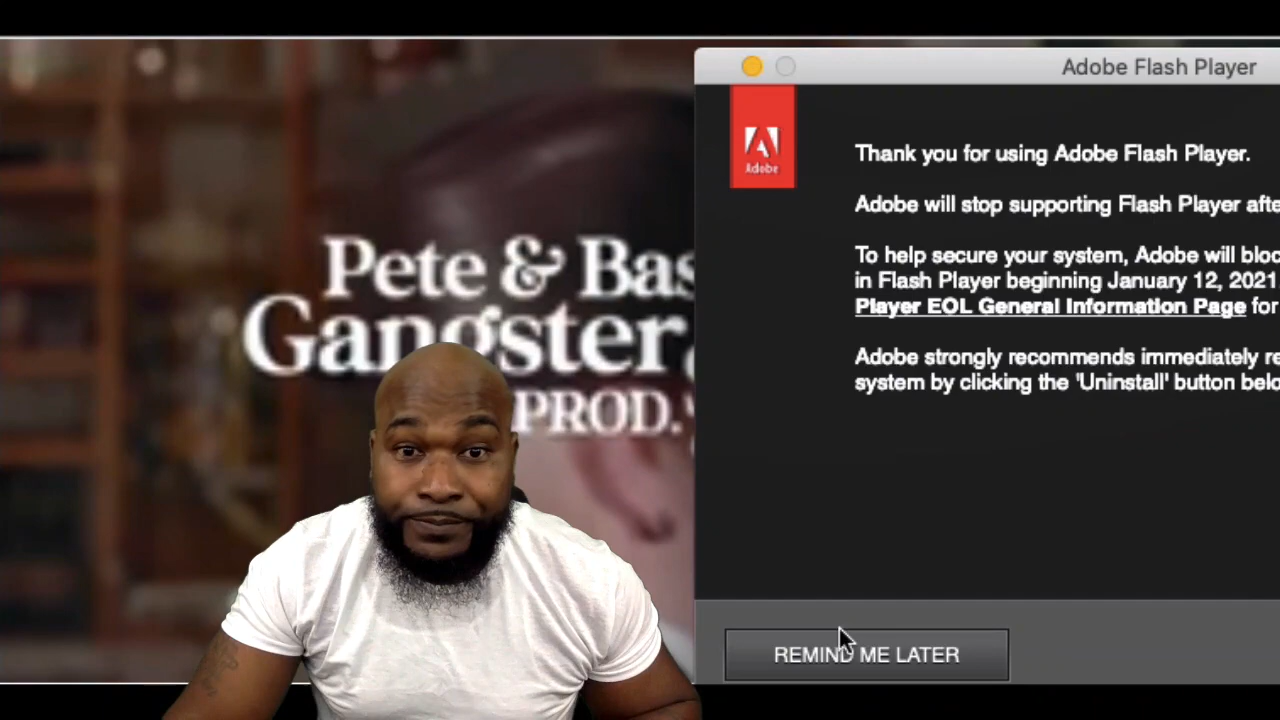 Pete & Bas
Gangster
PROD.
Adobe Flash Player
Adobe
Thank you for using Adobe Flash Player.
Adobe will stop supporting Flash Player afte
To help secure your system, Adobe will bloc
in Flash Player beginning January 12, 2021
Player EOL General Information Page for
Adobe strongly recommends immediately re
system by clicking the 'Uninstall' button belo
REMIND ME LATER